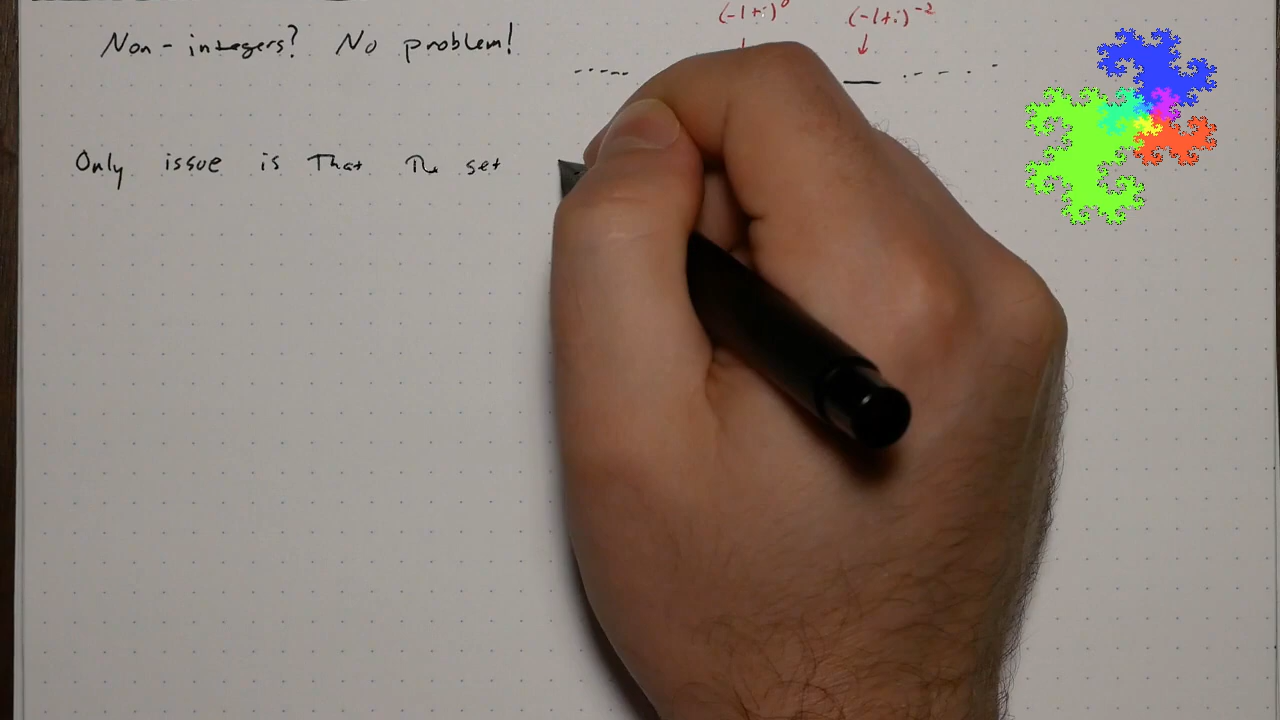 (-1+i)⁰ (-1+i)⁻²
Non-integers? No problem!
Only issue is That The set